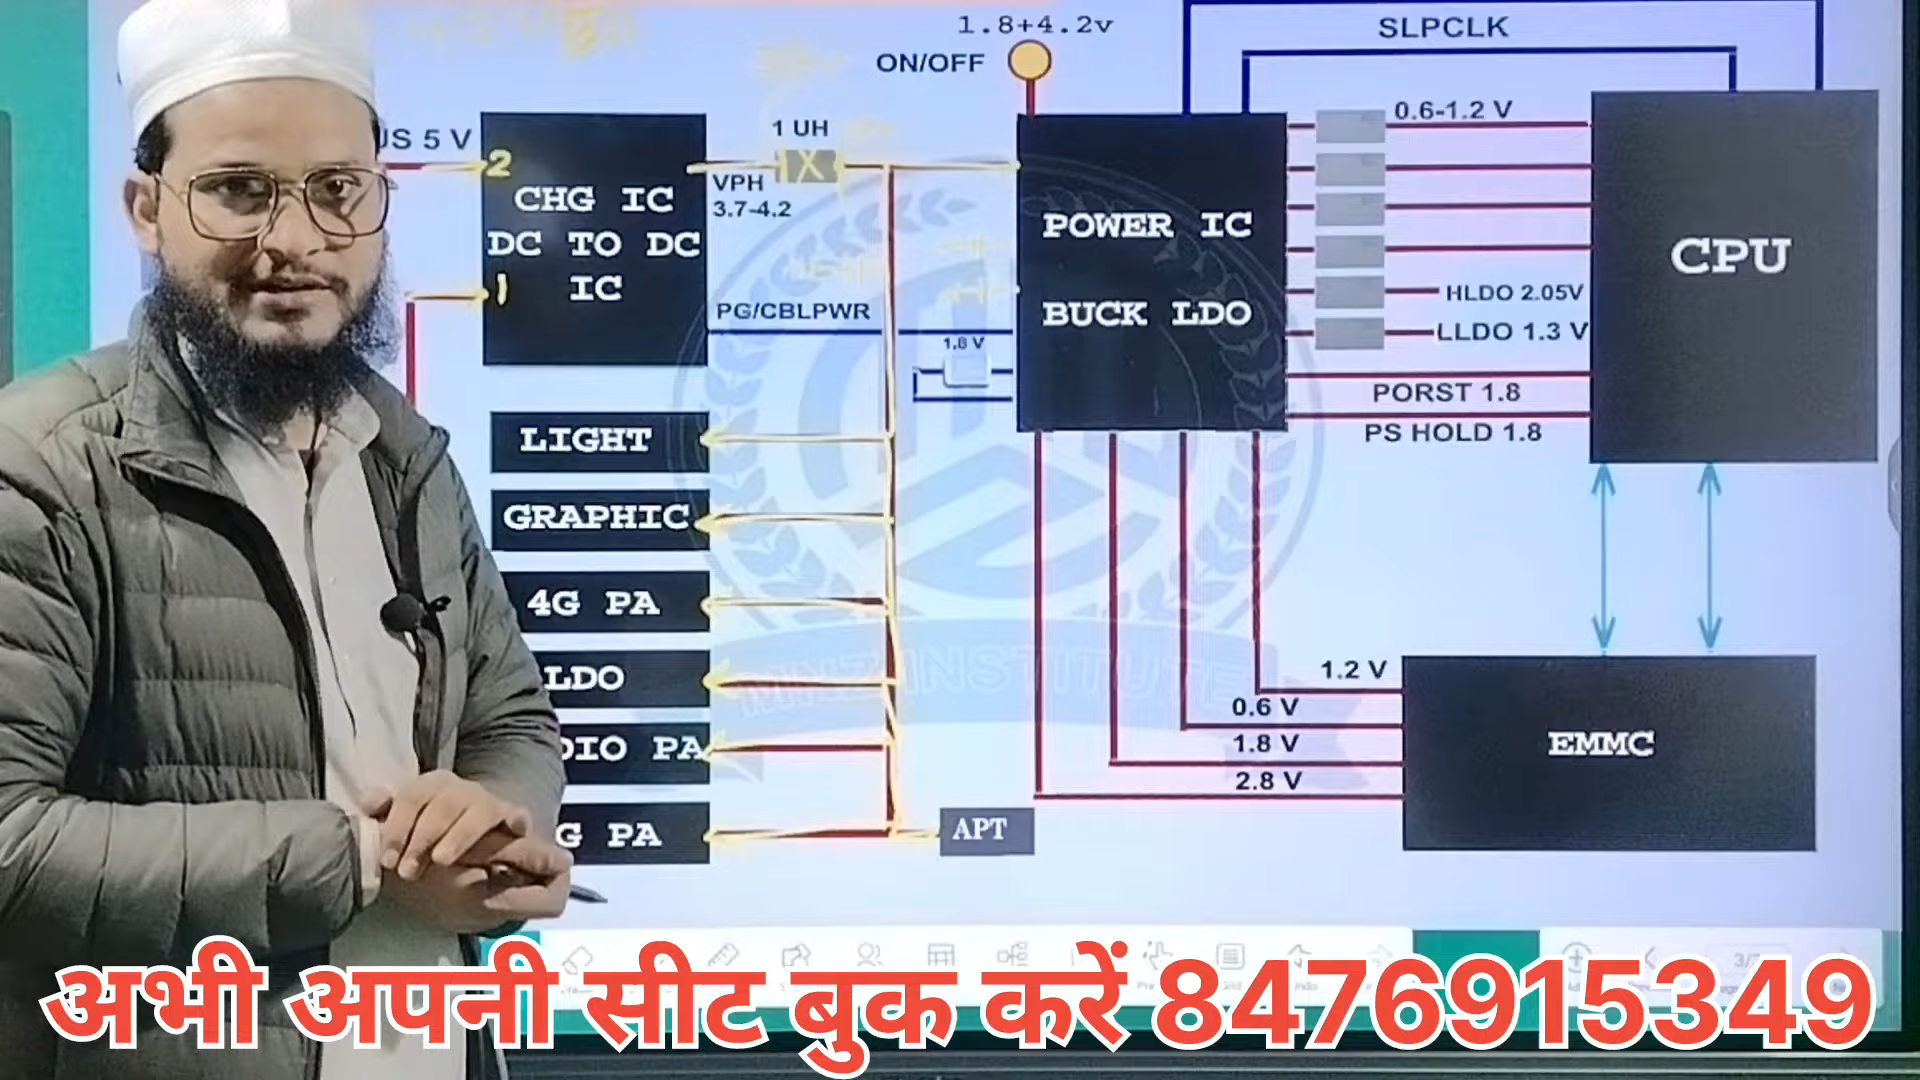 1.8+4.2v
SLPCLK
ON/OFF
US 5 V
2
CHG IC
DC TO DC
IC
1
1 UH
VPH
3.7-4.2
PG/CBLPWR
1.8 V
POWER IC
BUCK LDO
0.6-1.2 V
HLDO 2.05V
LLDO 1.3 V
PORST 1.8
PS HOLD 1.8
CPU
LIGHT
GRAPHIC
4G PA
LDO
DIO PA
G PA
APT
1.2 V
0.6 V
1.8 V
2.8 V
EMMC
INSTITUTE
अभी अपनी सीट बुक करें 8476915349